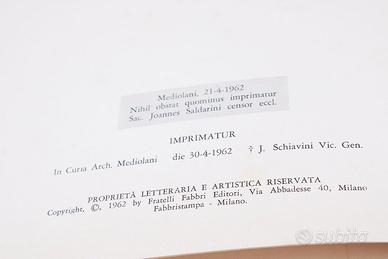 Mediolani, 21-4-1962
Nihil obstat quominus imprimatur
Sac. Joannes Saldarini censor eccl.
IMPRIMATUR
In Curia Arch. Mediolani die 30-4-1962 † J. Schiavini Vic. Gen.
PROPRIETÀ LETTERARIA E ARTISTICA RISERVATA
Copyright, ©, 1962 by Fratelli Fabbri Editori, Via Abbadesse 40, Milano
Fabbristampa - Milano.
subito